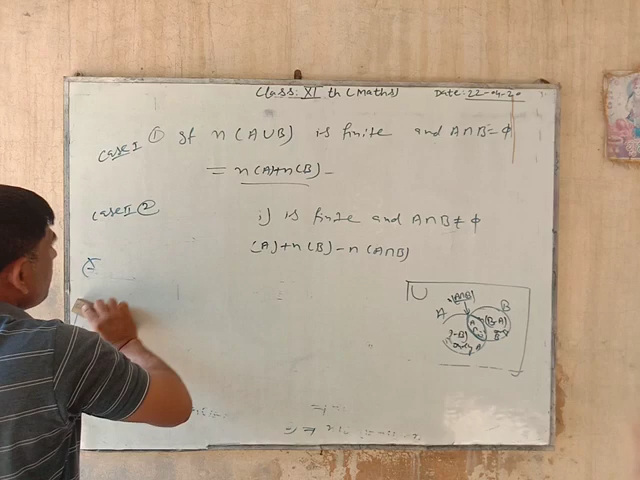 Class: XI th (Maths) Date: 22-04-20
Case I ① If n(A∪B) is finite and A∩B=ϕ
= n(A)+n(B) -
Case II ② is finite and A∩B≠ϕ
(A)+n(B)-n(A∩B)
U
(A∩B)
A B
(B-A)